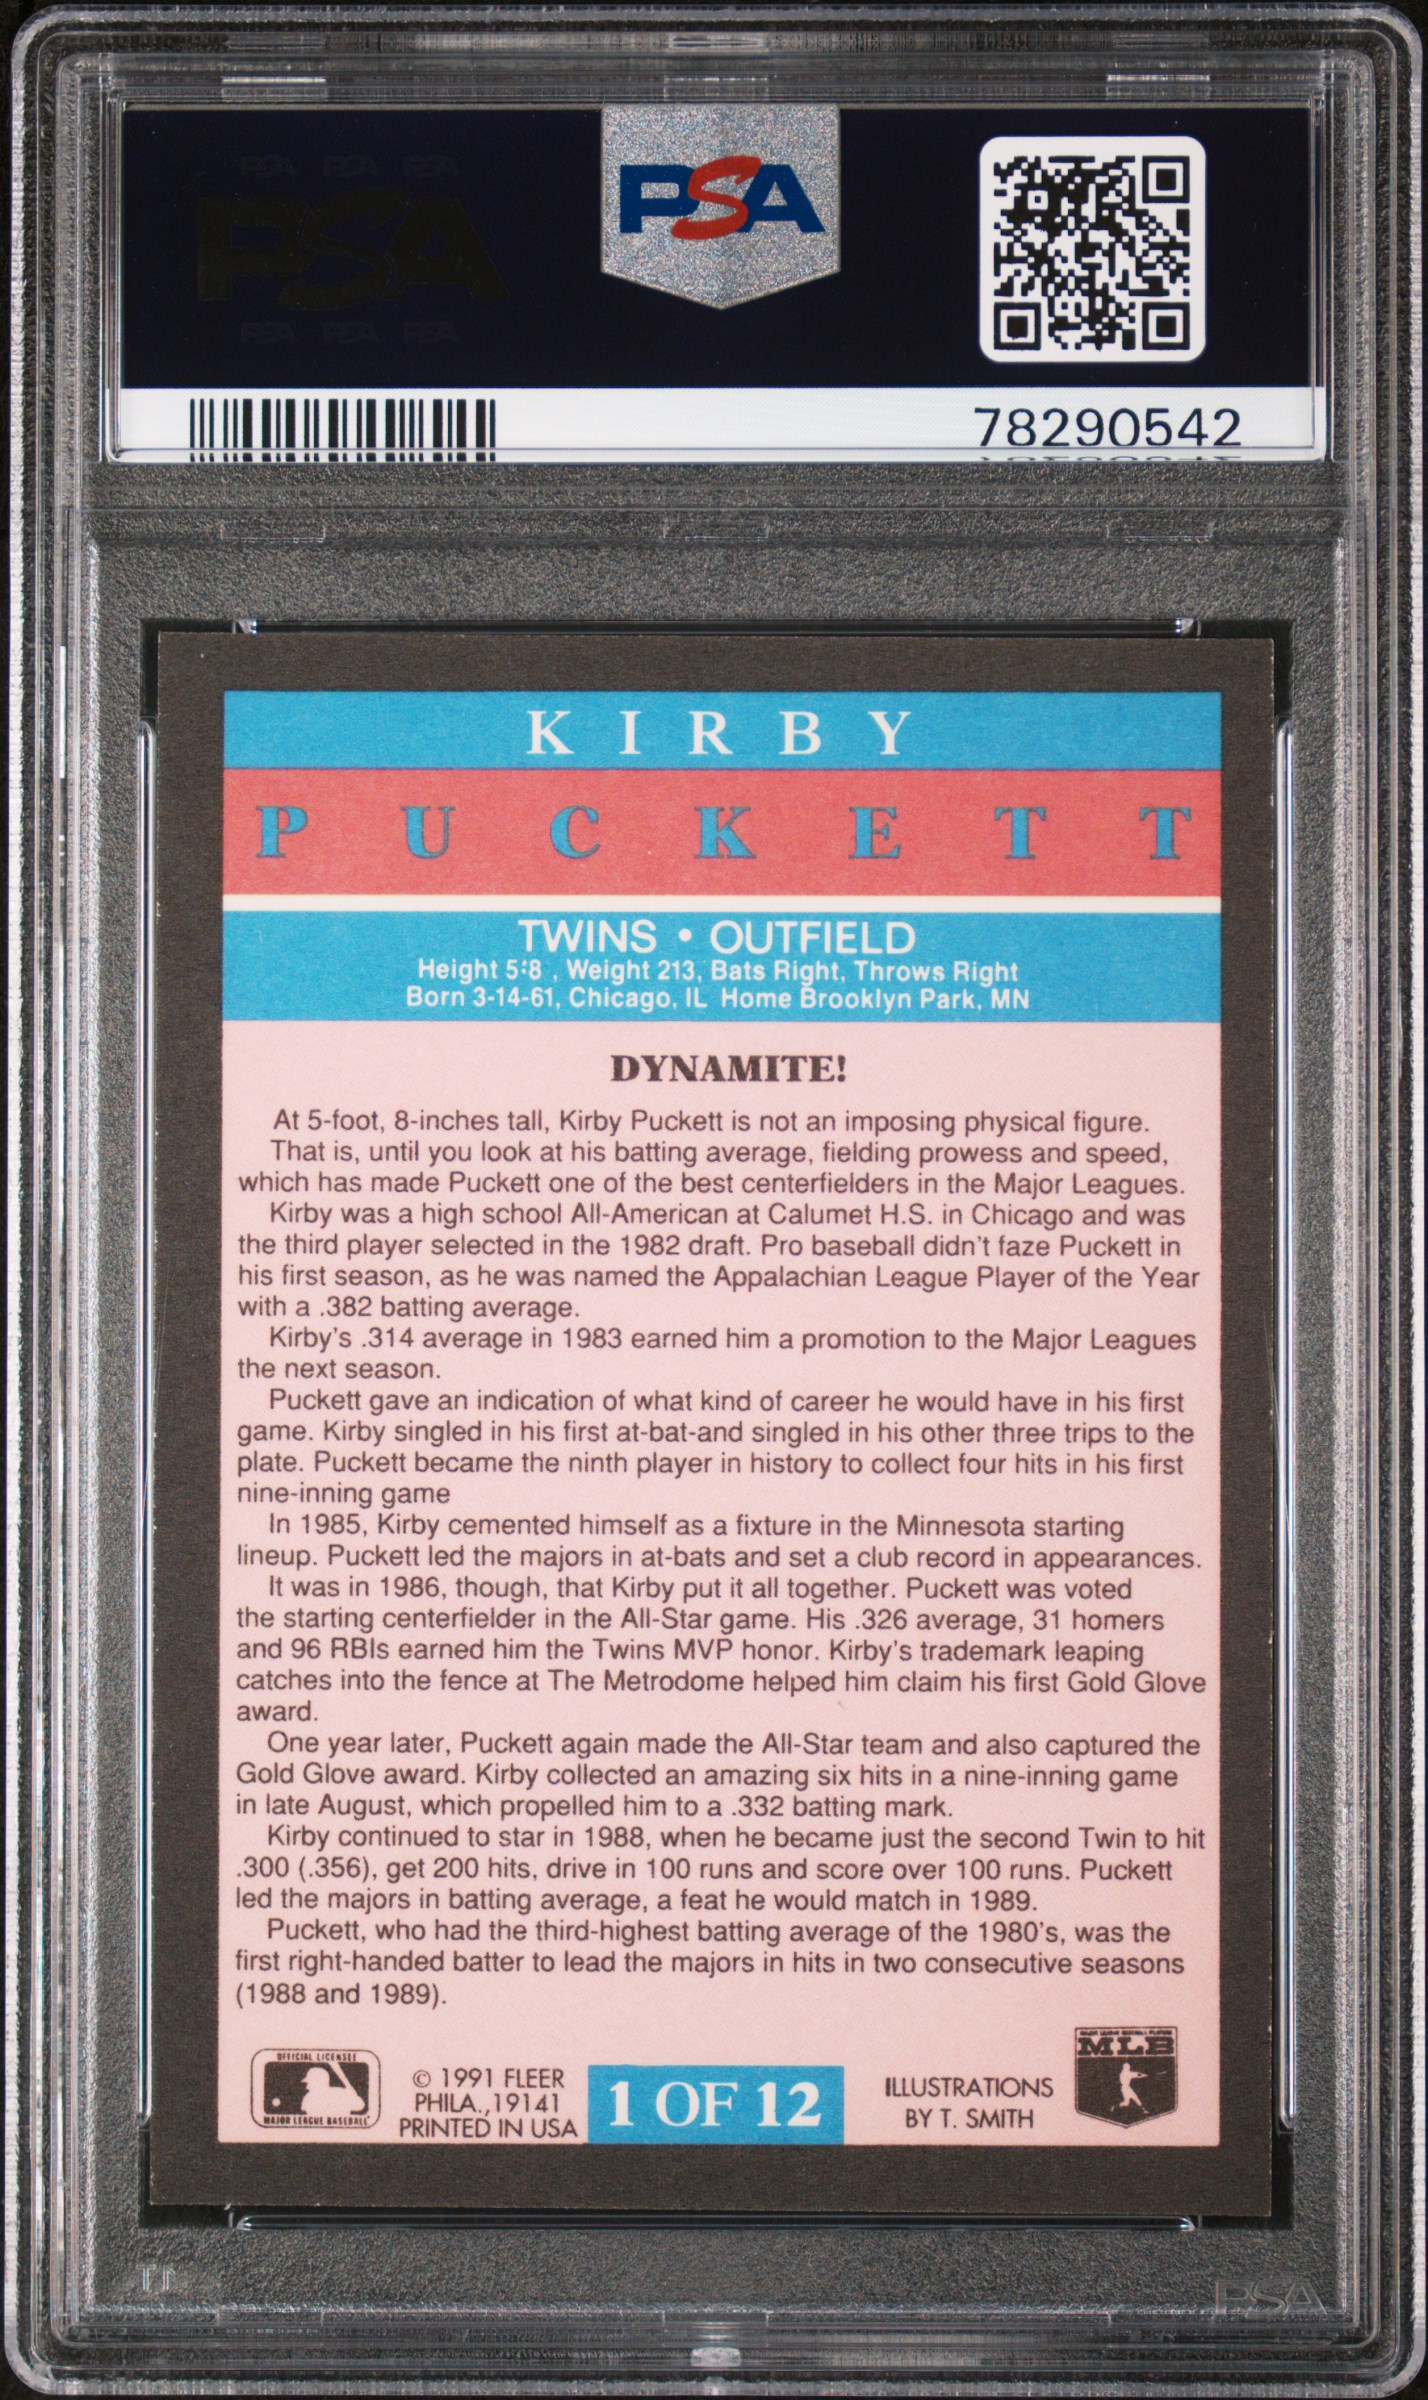 PSA PSA PSA
PSA
PSA PSA PSA
PSA
78290542
KIRBY
PUCKETT
TWINS • OUTFIELD
Height 5:8 , Weight 213, Bats Right, Throws Right
Born 3-14-61, Chicago, IL Home Brooklyn Park, MN
DYNAMITE!
At 5-foot, 8-inches tall, Kirby Puckett is not an imposing physical figure.
That is, until you look at his batting average, fielding prowess and speed,
which has made Puckett one of the best centerfielders in the Major Leagues.
Kirby was a high school All-American at Calumet H.S. in Chicago and was
the third player selected in the 1982 draft. Pro baseball didn't faze Puckett in
his first season, as he was named the Appalachian League Player of the Year
with a .382 batting average.
Kirby's .314 average in 1983 earned him a promotion to the Major Leagues
the next season.
Puckett gave an indication of what kind of career he would have in his first
game. Kirby singled in his first at-bat-and singled in his other three trips to the
plate. Puckett became the ninth player in history to collect four hits in his first
nine-inning game
In 1985, Kirby cemented himself as a fixture in the Minnesota starting
lineup. Puckett led the majors in at-bats and set a club record in appearances.
It was in 1986, though, that Kirby put it all together. Puckett was voted
the starting centerfielder in the All-Star game. His .326 average, 31 homers
and 96 RBIs earned him the Twins MVP honor. Kirby's trademark leaping
catches into the fence at The Metrodome helped him claim his first Gold Glove
award.
One year later, Puckett again made the All-Star team and also captured the
Gold Glove award. Kirby collected an amazing six hits in a nine-inning game
in late August, which propelled him to a .332 batting mark.
Kirby continued to star in 1988, when he became just the second Twin to hit
.300 (.356), get 200 hits, drive in 100 runs and score over 100 runs. Puckett
led the majors in batting average, a feat he would match in 1989.
Puckett, who had the third-highest batting average of the 1980's, was the
first right-handed batter to lead the majors in hits in two consecutive seasons
(1988 and 1989).
OFFICIAL LICENSEE
MAJOR LEAGUE BASEBALL
© 1991 FLEER
PHILA., 19141
PRINTED IN USA
1 OF 12
ILLUSTRATIONS
BY T. SMITH
MAJOR LEAGUE BASEBALL PLAYERS
MLB
PSA